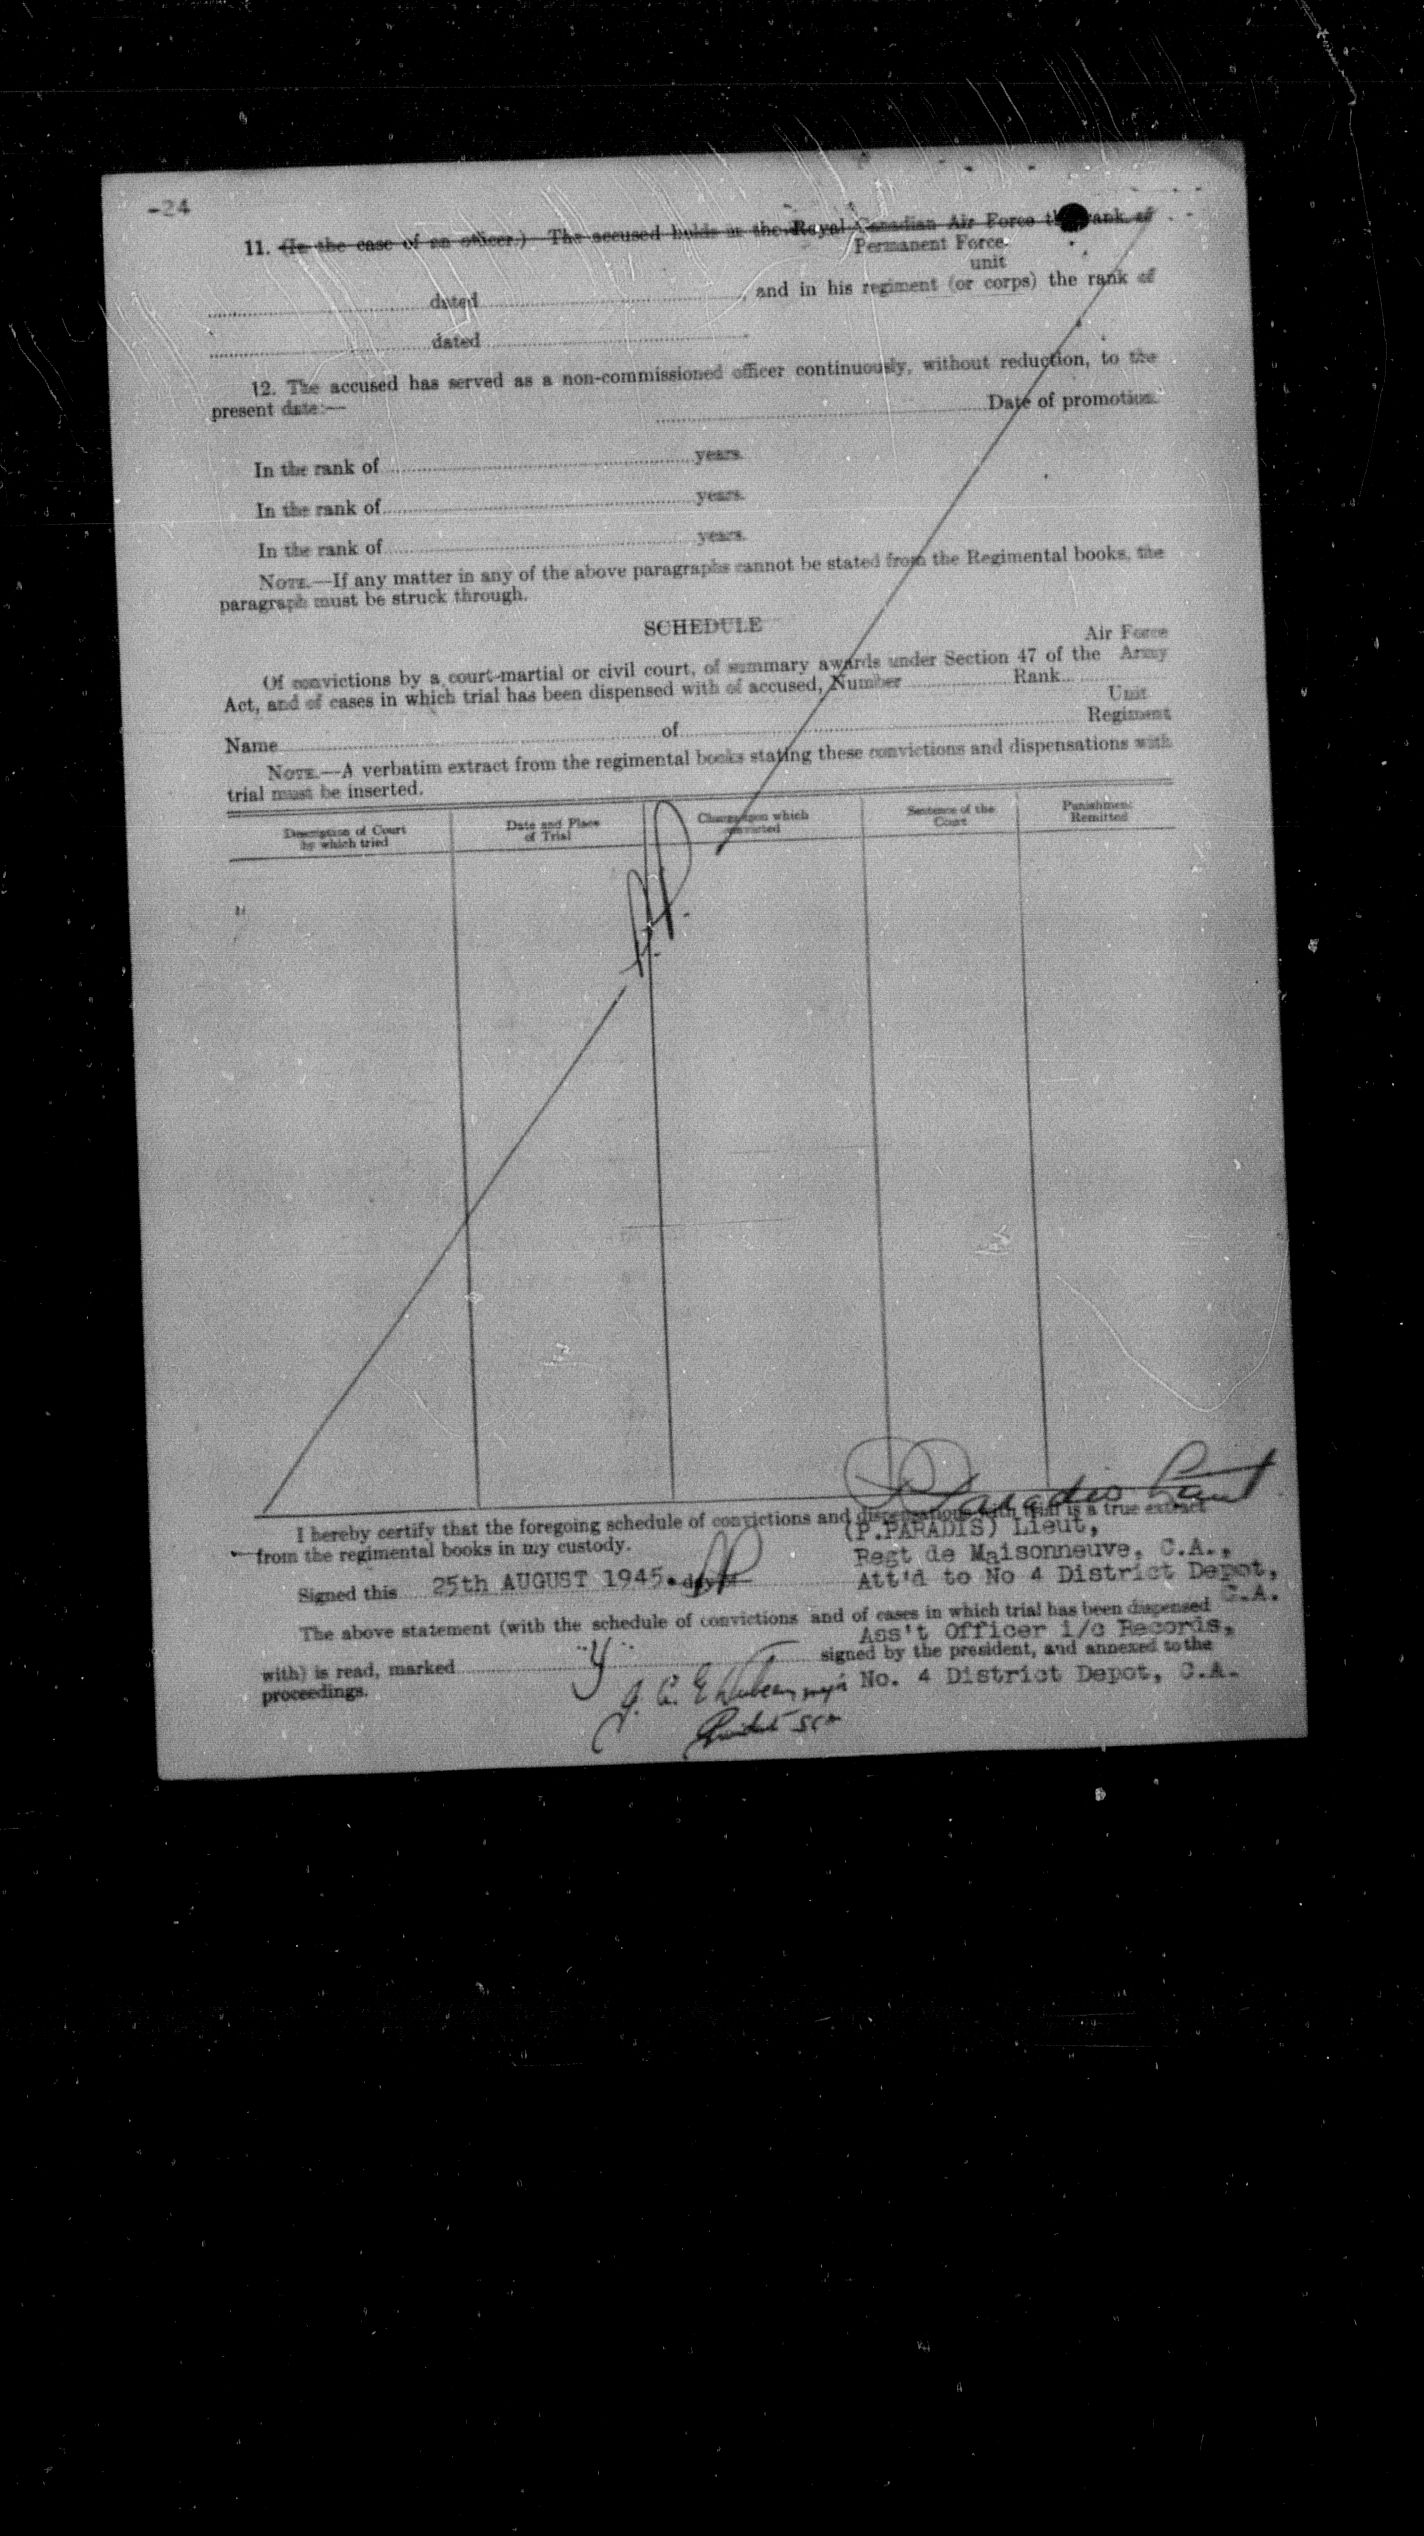 -24
11. (In the case of an officer.) The accused holds in the Royal Canadian Air Force the rank of
Permanent Force.
unit
dated , and in his regiment (or corps) the rank of
dated
12. The accused has served as a non-commissioned officer continuously, without reduction, to the
present date:—
Date of promotion.
In the rank of years.
In the rank of years.
In the rank of years.
NOTE.—If any matter in any of the above paragraphs cannot be stated from the Regimental books, the
paragraph must be struck through.
SCHEDULE
Air Force
Of convictions by a court-martial or civil court, of summary awards under Section 47 of the Army
Act, and of cases in which trial has been dispensed with of accused, Number Rank
Unit
Name of Regiment
NOTE.—A verbatim extract from the regimental books stating these convictions and dispensations with
trial must be inserted.
Description of Court by which tried
Date and Place of Trial
Charge upon which convicted
Sentence of the Court
Punishment Remitted
P.P.
P Paradis Lieut
I hereby certify that the foregoing schedule of convictions and dispensations with trial is a true extract
(P.PARADIS) Lieut,
from the regimental books in my custody.
Regt de Maisonneuve, C.A.,
Signed this 25th AUGUST 1945. day of
Att'd to No 4 District Depot,
C.A.
The above statement (with the schedule of convictions and of cases in which trial has been dispensed
Ass't Officer i/c Records,
with) is read, marked "Y" signed by the president, and annexed to the
proceedings.
No. 4 District Depot, C.A.